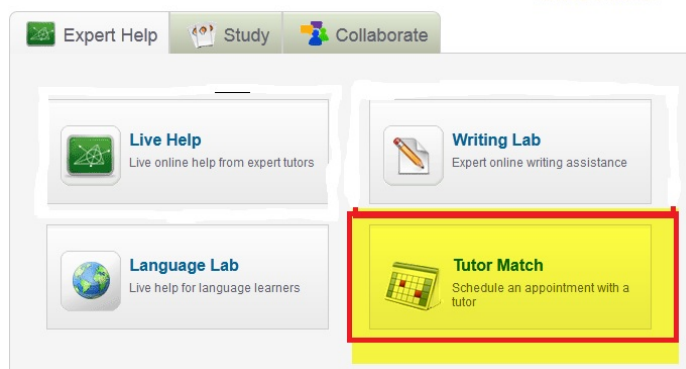 Expert Help Study Collaborate
Live Help
Live online help from expert tutors
Writing Lab
Expert online writing assistance
Language Lab
Live help for language learners
Tutor Match
Schedule an appointment with a
tutor